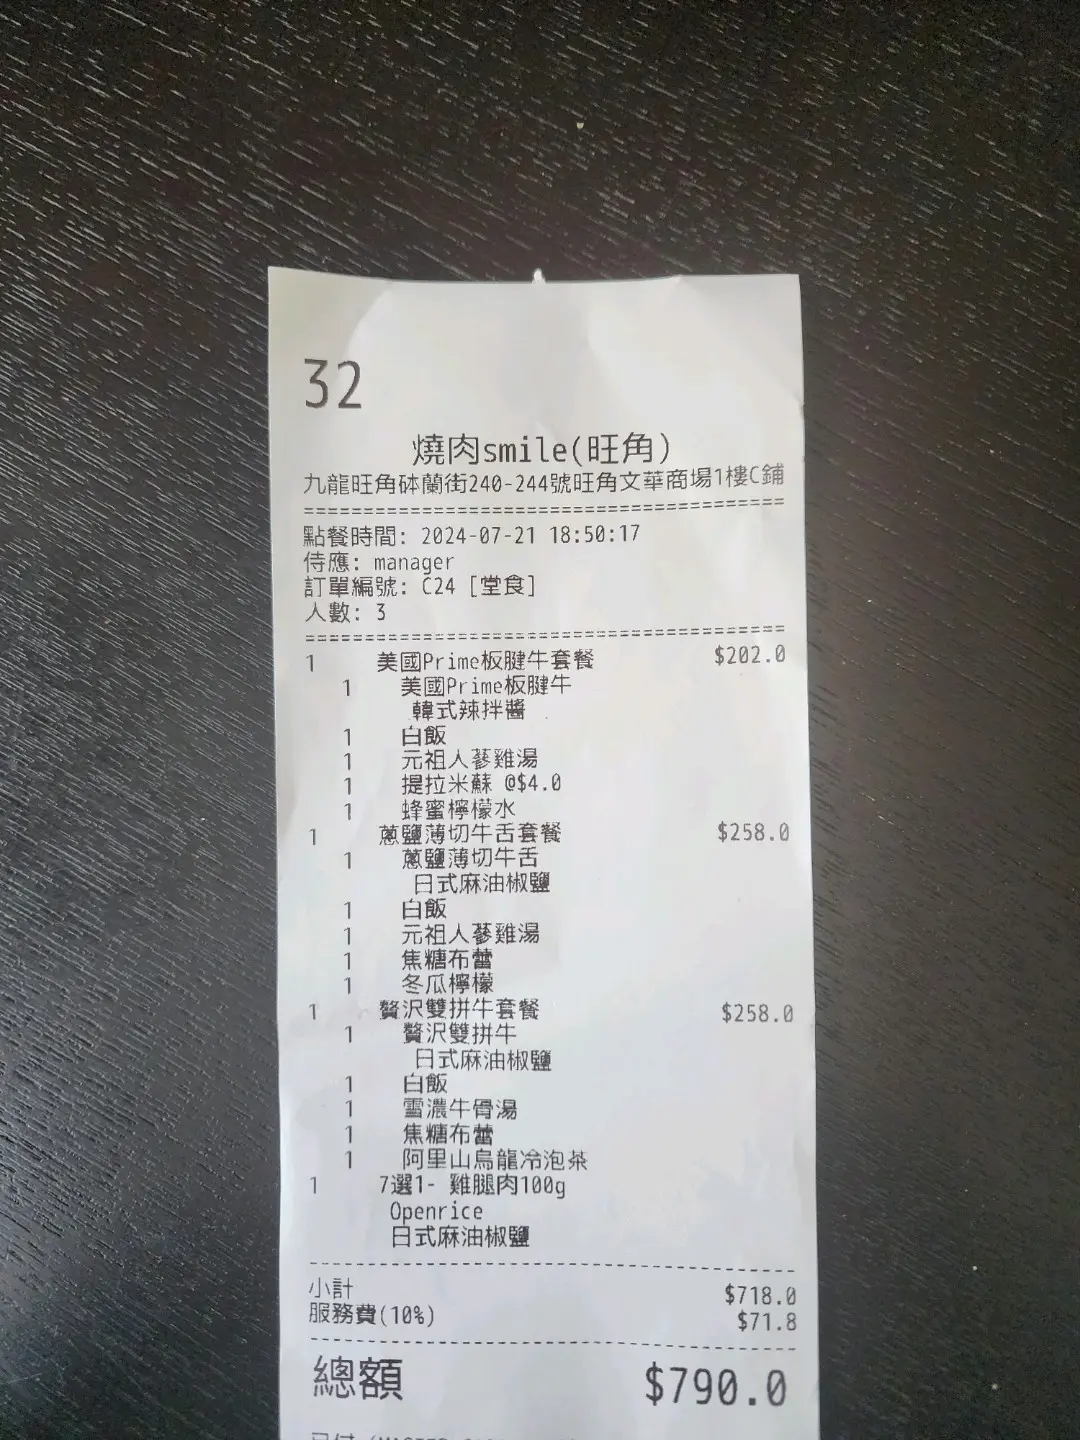 32
燒肉smile(旺角)
九龍旺角砵蘭街240-244號旺角文華商場1樓C鋪
點餐時間: 2024-07-21 18:50:17
侍應: manager
訂單編號: C24 [堂食]
人數: 3
1 美國Prime板腱牛套餐 $202.0
1 美國Prime板腱牛
韓式辣拌醬
1 白飯
1 元祖人蔘雞湯
1 提拉米蘇 @$4.0
1 蜂蜜檸檬水
1 蔥鹽薄切牛舌套餐 $258.0
1 蔥鹽薄切牛舌
日式麻油椒鹽
1 白飯
1 元祖人蔘雞湯
1 焦糖布蕾
1 冬瓜檸檬
1 贅沢雙拼牛套餐 $258.0
1 贅沢雙拼牛
日式麻油椒鹽
1 白飯
1 雪濃牛骨湯
1 焦糖布蕾
1 阿里山烏龍冷泡茶
1 7選1- 雞腿肉100g
Openrice
日式麻油椒鹽
小計 $718.0
服務費(10%) $71.8
總額 $790.0